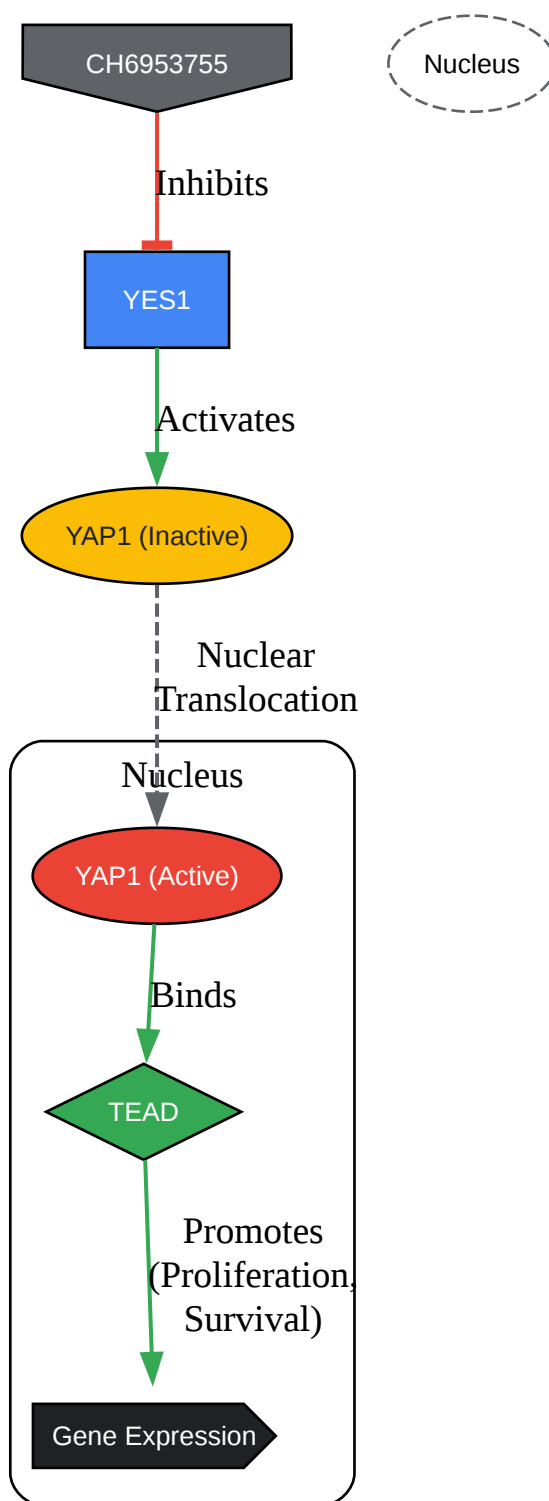 CH6953755
Nucleus
Inhibits
YES1
Activates
YAP1 (Inactive)
Nuclear
Translocation
Nucleus
YAP1 (Active)
Binds
TEAD
Promotes
(Proliferation,
Survival)
Gene Expression